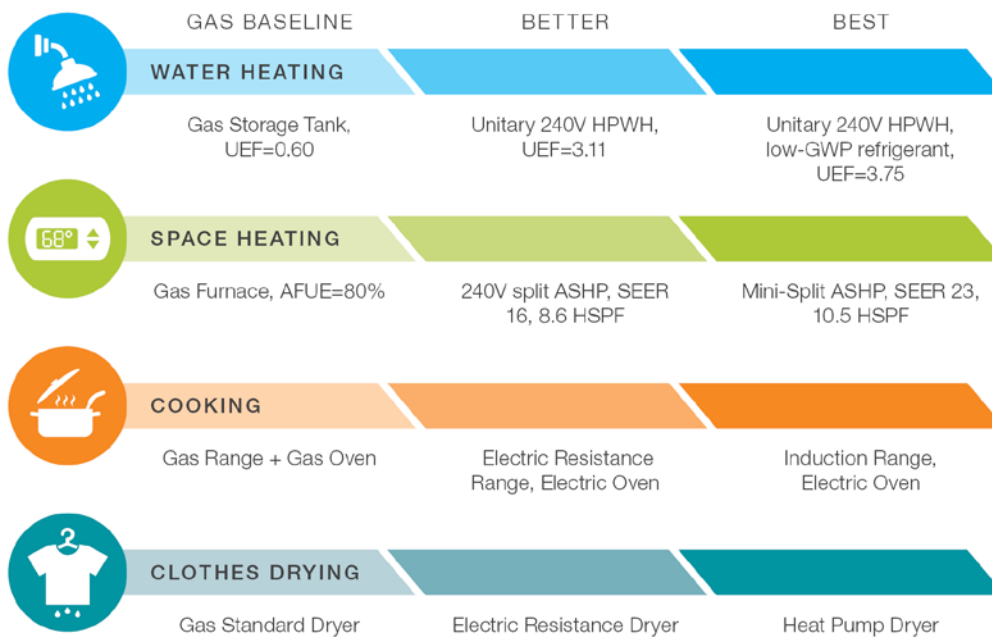 GAS BASELINE BETTER BEST
WATER HEATING
Gas Storage Tank,
UEF=0.60
Unitary 240V HPWH,
UEF=3.11
Unitary 240V HPWH,
low-GWP refrigerant,
UEF=3.75
68°
SPACE HEATING
Gas Furnace, AFUE=80%
240V split ASHP, SEER
16, 8.6 HSPF
Mini-Split ASHP, SEER 23,
10.5 HSPF
COOKING
Gas Range + Gas Oven
Electric Resistance
Range, Electric Oven
Induction Range,
Electric Oven
CLOTHES DRYING
Gas Standard Dryer
Electric Resistance Dryer
Heat Pump Dryer